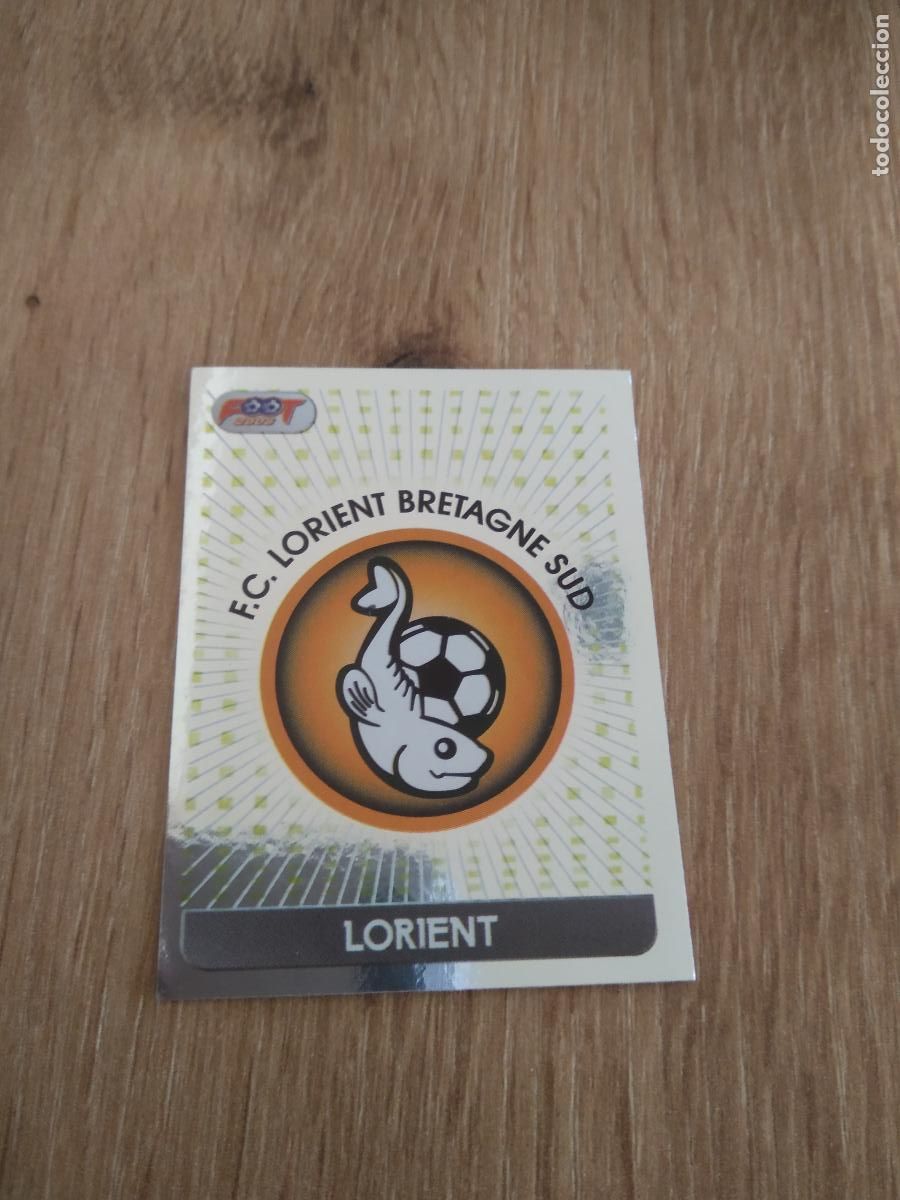 todocoleccion
FOOT
F.C. LORIENT BRETAGNE SUD
LORIENT